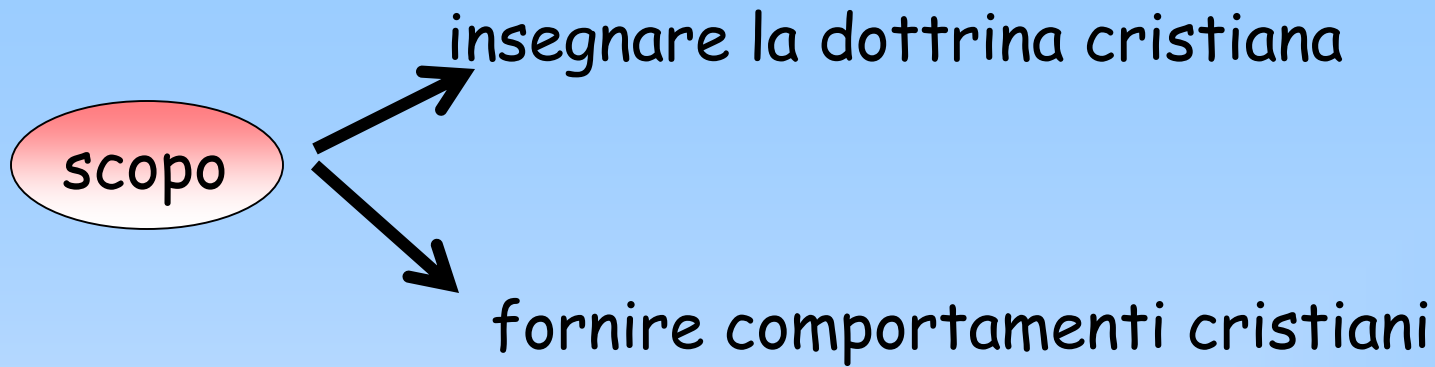 insegnare la dottrina cristiana
scopo
fornire comportamenti cristiani